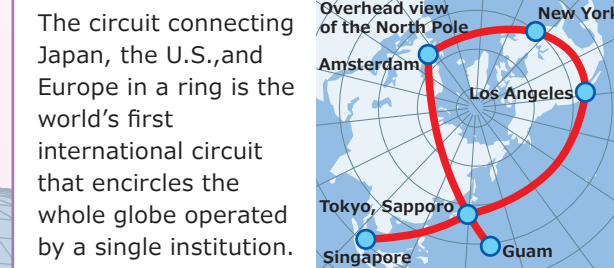 The circuit connecting
Japan, the U.S.,and
Europe in a ring is the
world's first
international circuit
that encircles the
whole globe operated
by a single institution.
Overhead view
of the North Pole
New York
Amsterdam
Los Angeles
Tokyo, Sapporo
Singapore
Guam